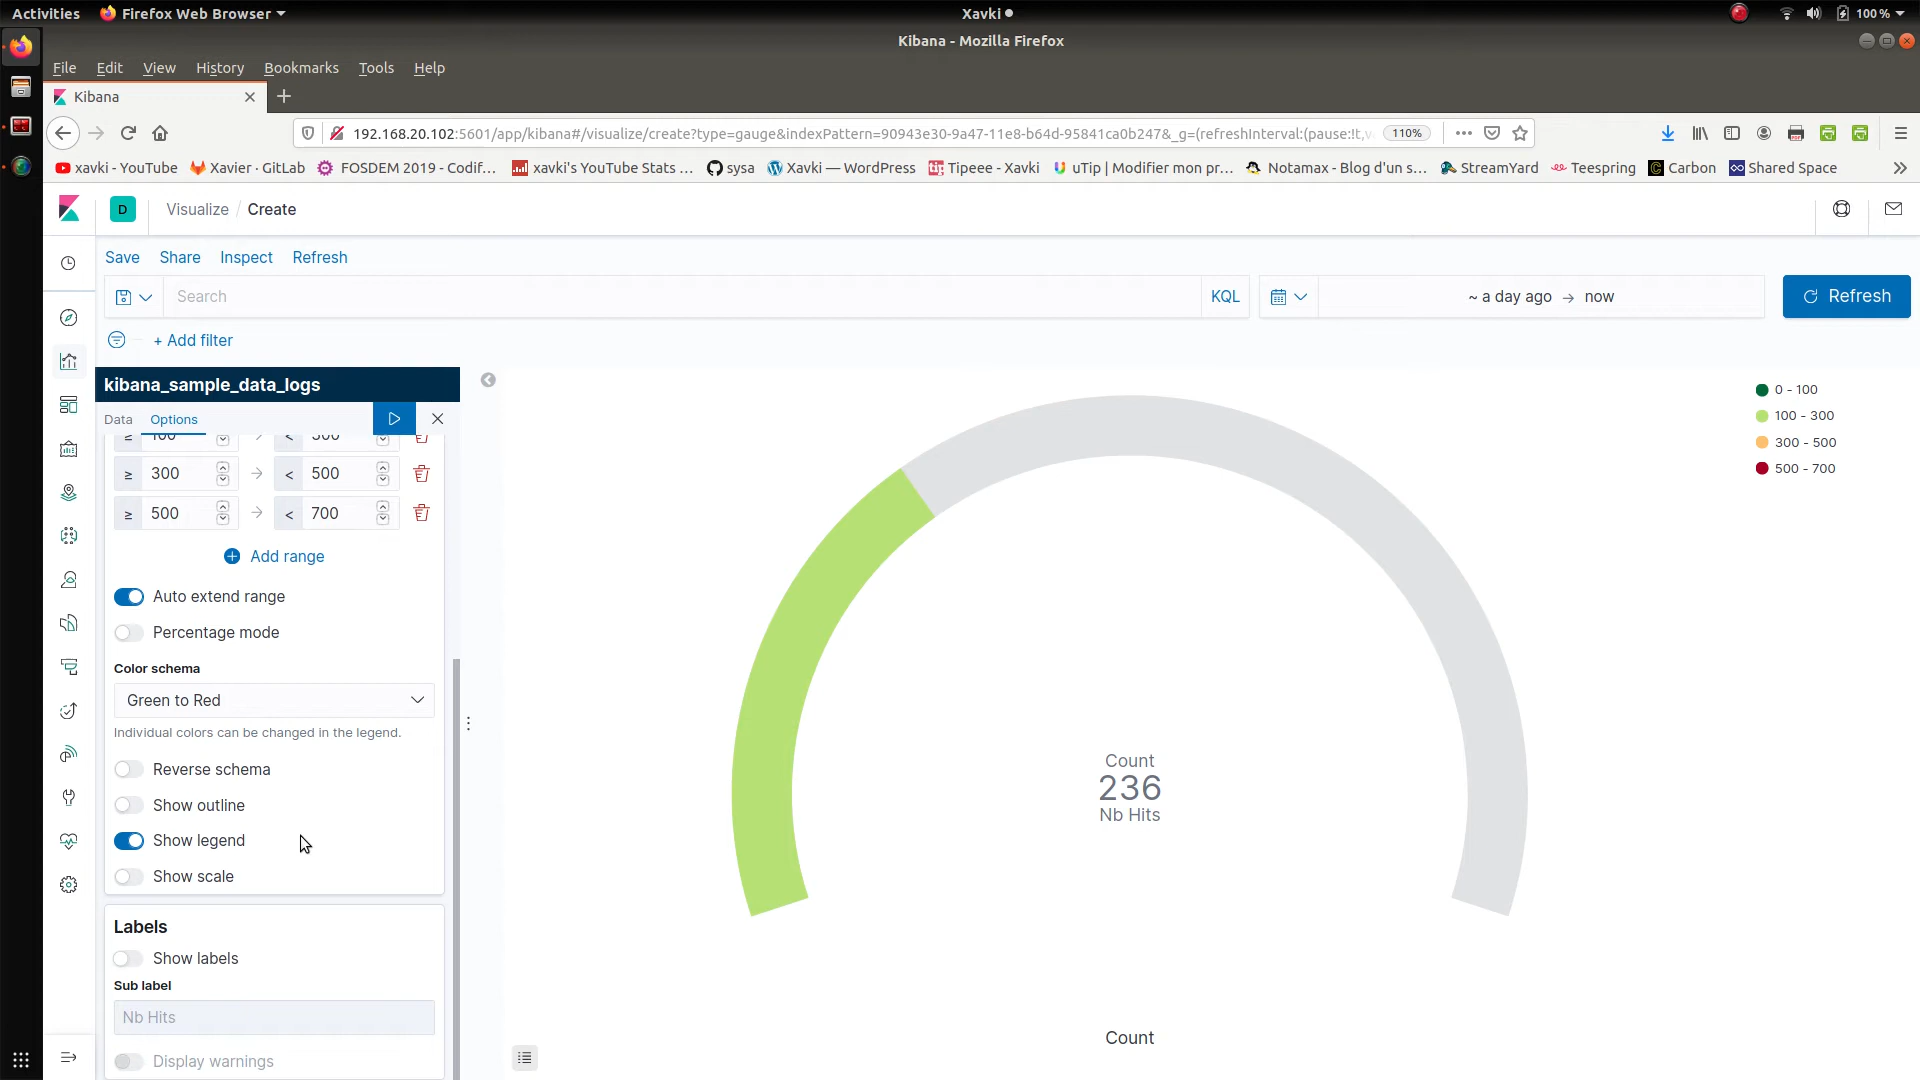 Activities Firefox Web Browser Xavki 100 %
Kibana - Mozilla Firefox
File Edit View History Bookmarks Tools Help
Kibana
192.168.20.102:5601/app/kibana#/visualize/create?type=gauge&indexPattern=90943e30-9a47-11e8-b64d-95841ca0b247&_g=(refreshInterval:(pause:!t,v 110%
xavki - YouTube Xavier · GitLab FOSDEM 2019 - Codif... xavki's YouTube Stats ... sysa Xavki — WordPress Tipeee - Xavki uTip | Modifier mon pr... Notamax - Blog d'un s... StreamYard Teespring Carbon Shared Space
D Visualize / Create
Save Share Inspect Refresh
Search KQL ~ a day ago → now Refresh
+ Add filter
kibana_sample_data_logs
Data Options
≥ 100 → < 300
≥ 300 → < 500
≥ 500 → < 700
Add range
Auto extend range
Percentage mode
Color schema
Green to Red
Individual colors can be changed in the legend.
Reverse schema
Show outline
Show legend
Show scale
Labels
Show labels
Sub label
Nb Hits
Display warnings
Count
236
Nb Hits
Count
0 - 100
100 - 300
300 - 500
500 - 700